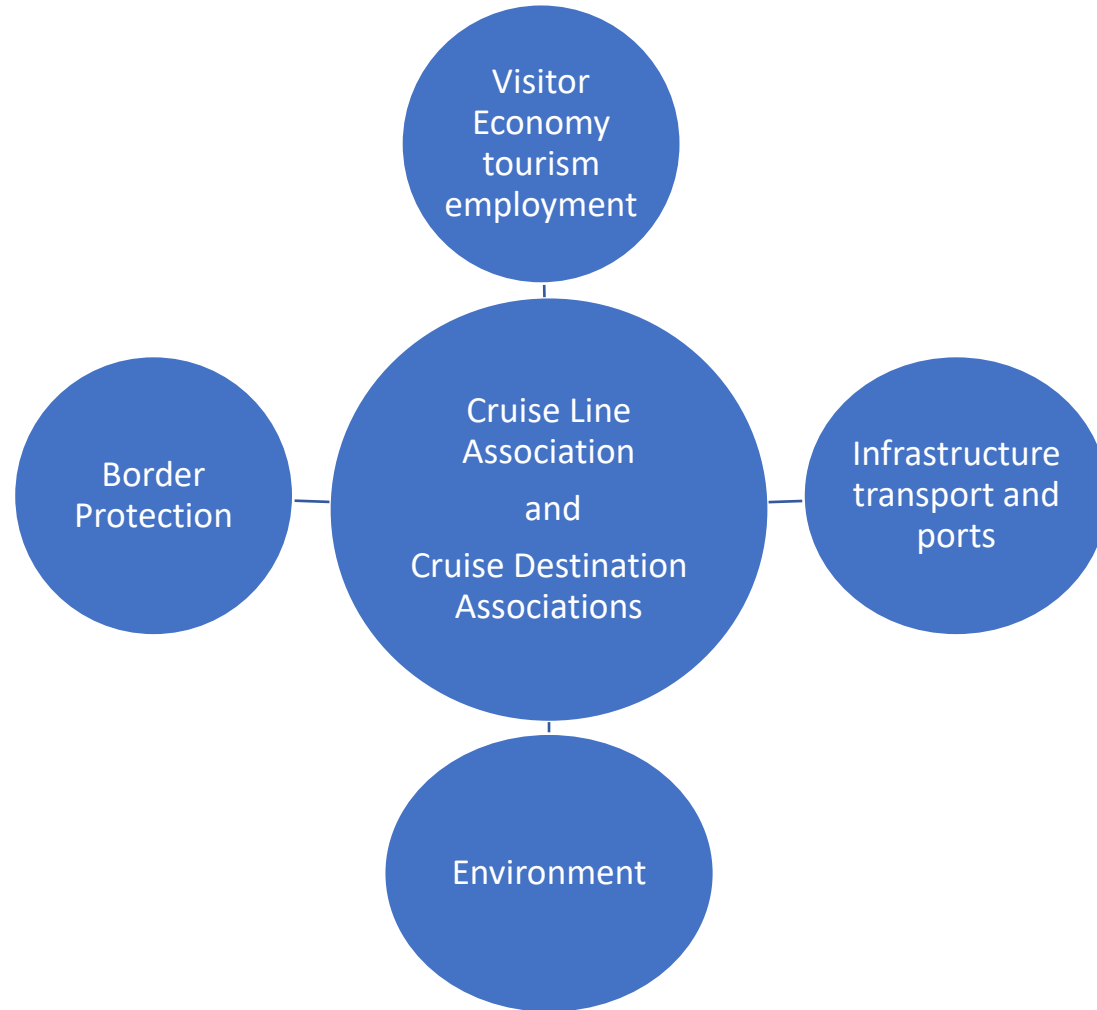 Visitor
Economy
tourism
employment
Border
Protection
Cruise Line
Association
and
Cruise Destination
Associations
Infrastructure
transport and
ports
Environment